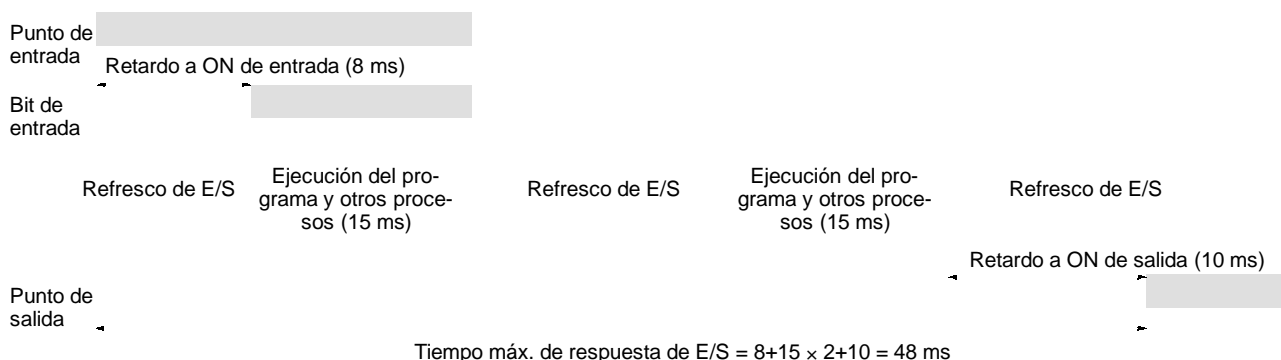 Punto de
entrada
Retardo a ON de entrada (8 ms)
Bit de
entrada
Refresco de E/S
Ejecución del pro-
grama y otros proce-
sos (15 ms)
Refresco de E/S
Ejecución del pro-
grama y otros proce-
sos (15 ms)
Refresco de E/S
Retardo a ON de salida (10 ms)
Punto de
salida
Tiempo máx. de respuesta de E/S = 8+15 × 2+10 = 48 ms